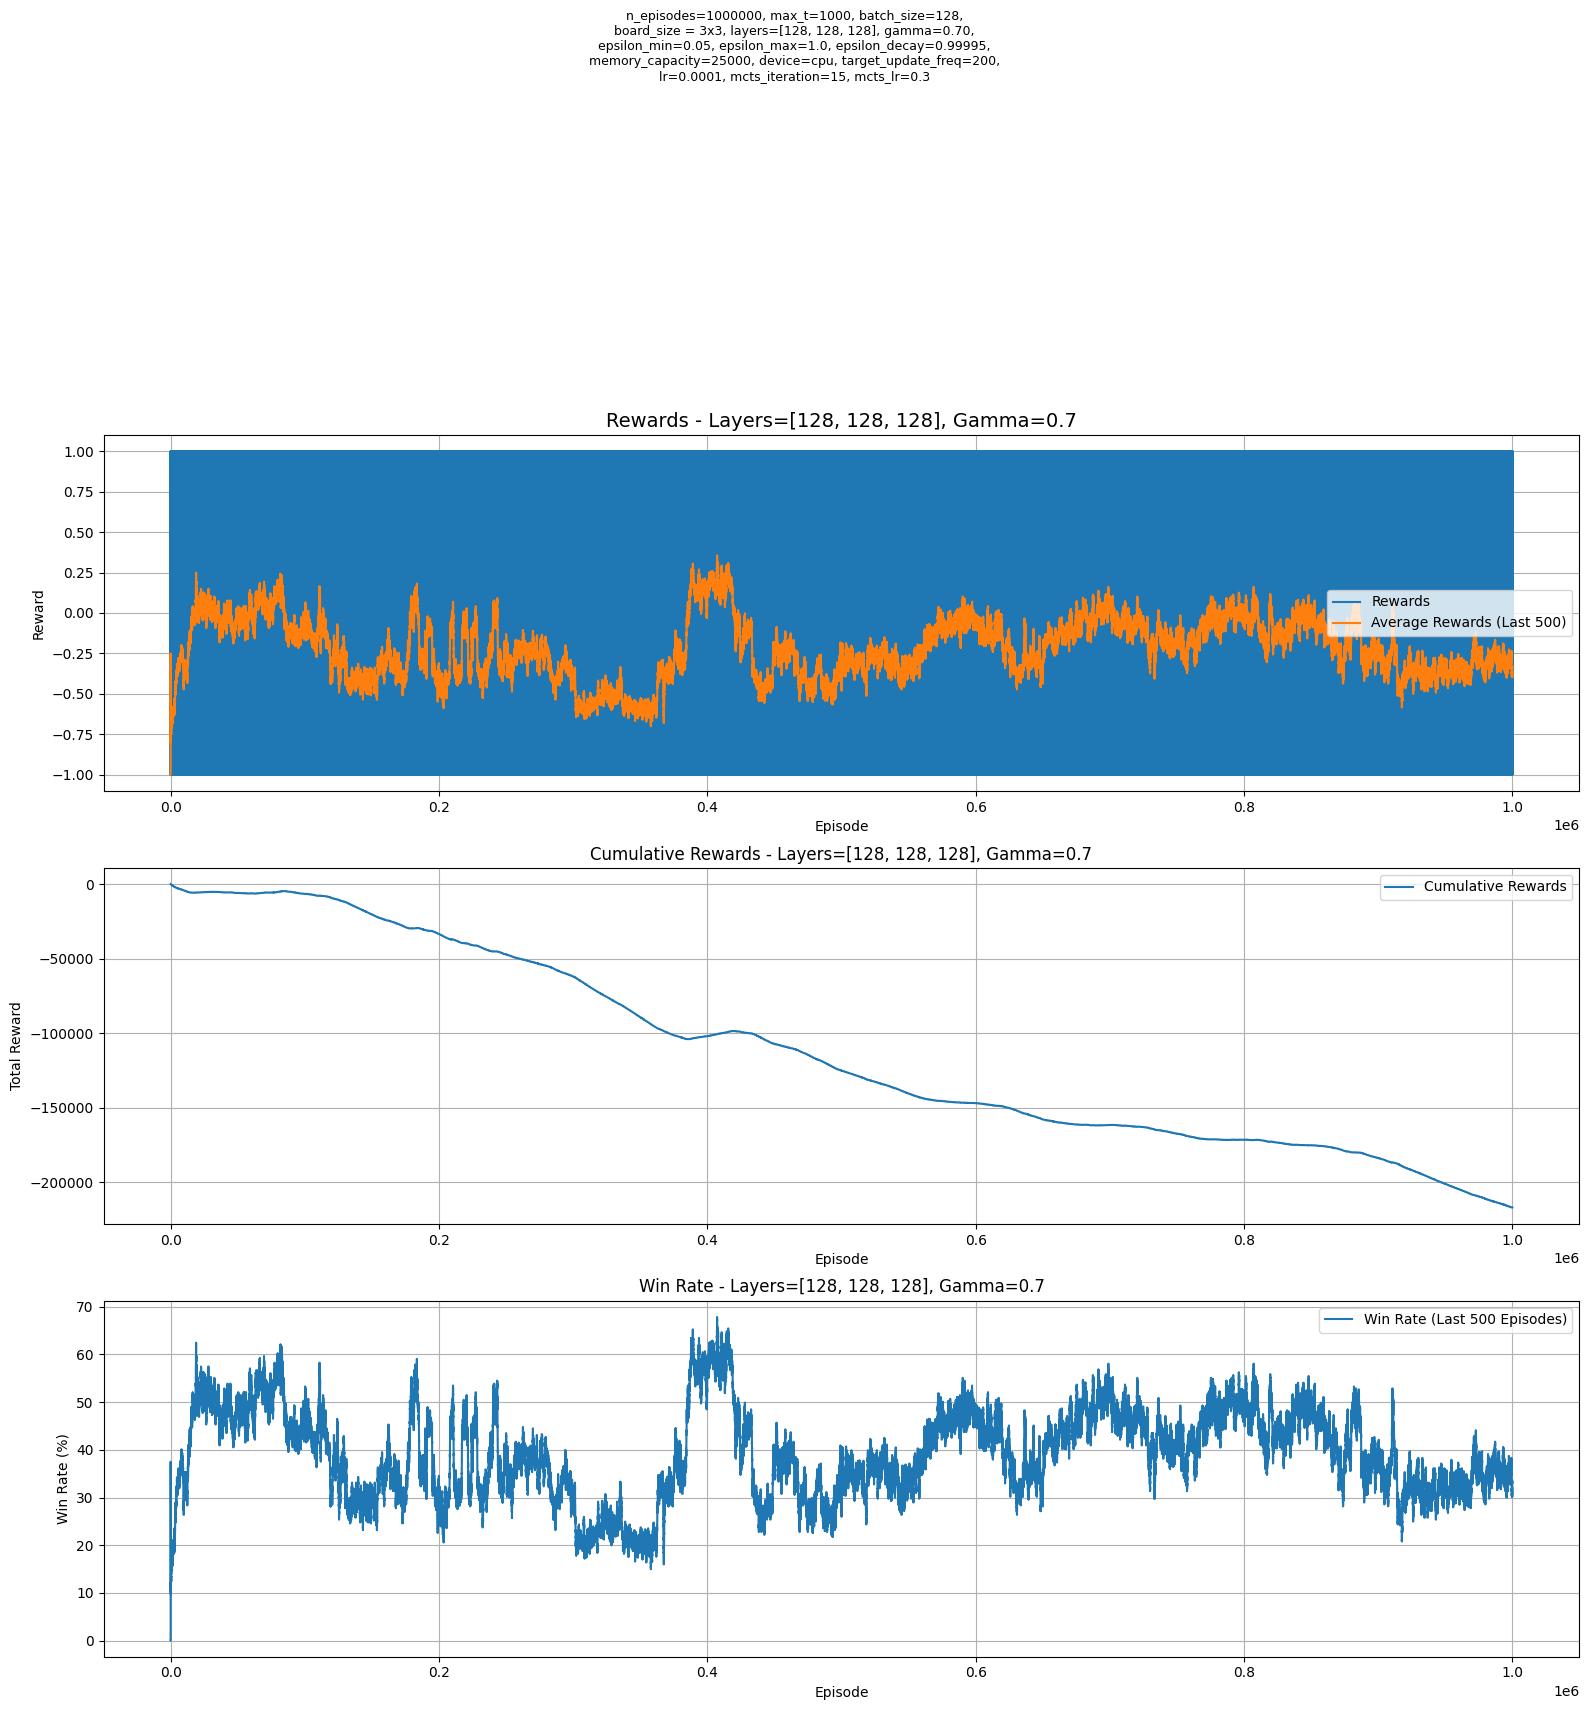 n_episodes=1000000, max_t=1000, batch_size=128,
board_size = 3x3, layers=[128, 128, 128], gamma=0.70,
epsilon_min=0.05, epsilon_max=1.0, epsilon_decay=0.99995,
memory_capacity=25000, device=cpu, target_update_freq=200,
lr=0.0001, mcts_iteration=15, mcts_lr=0.3
Rewards - Layers=[128, 128, 128], Gamma=0.7
1.00
0.75
0.50
0.25
0.00
−0.25
−0.50
−0.75
−1.00
Reward
Rewards
Average Rewards (Last 500)
0.0
0.2
0.4
0.6
0.8
1.0
Episode
1e6
Cumulative Rewards - Layers=[128, 128, 128], Gamma=0.7
0
−50000
−100000
−150000
−200000
Total Reward
Cumulative Rewards
0.0
0.2
0.4
0.6
0.8
1.0
Episode
1e6
Win Rate - Layers=[128, 128, 128], Gamma=0.7
70
60
50
40
30
20
10
0
Win Rate (%)
Win Rate (Last 500 Episodes)
0.0
0.2
0.4
0.6
0.8
1.0
Episode
1e6